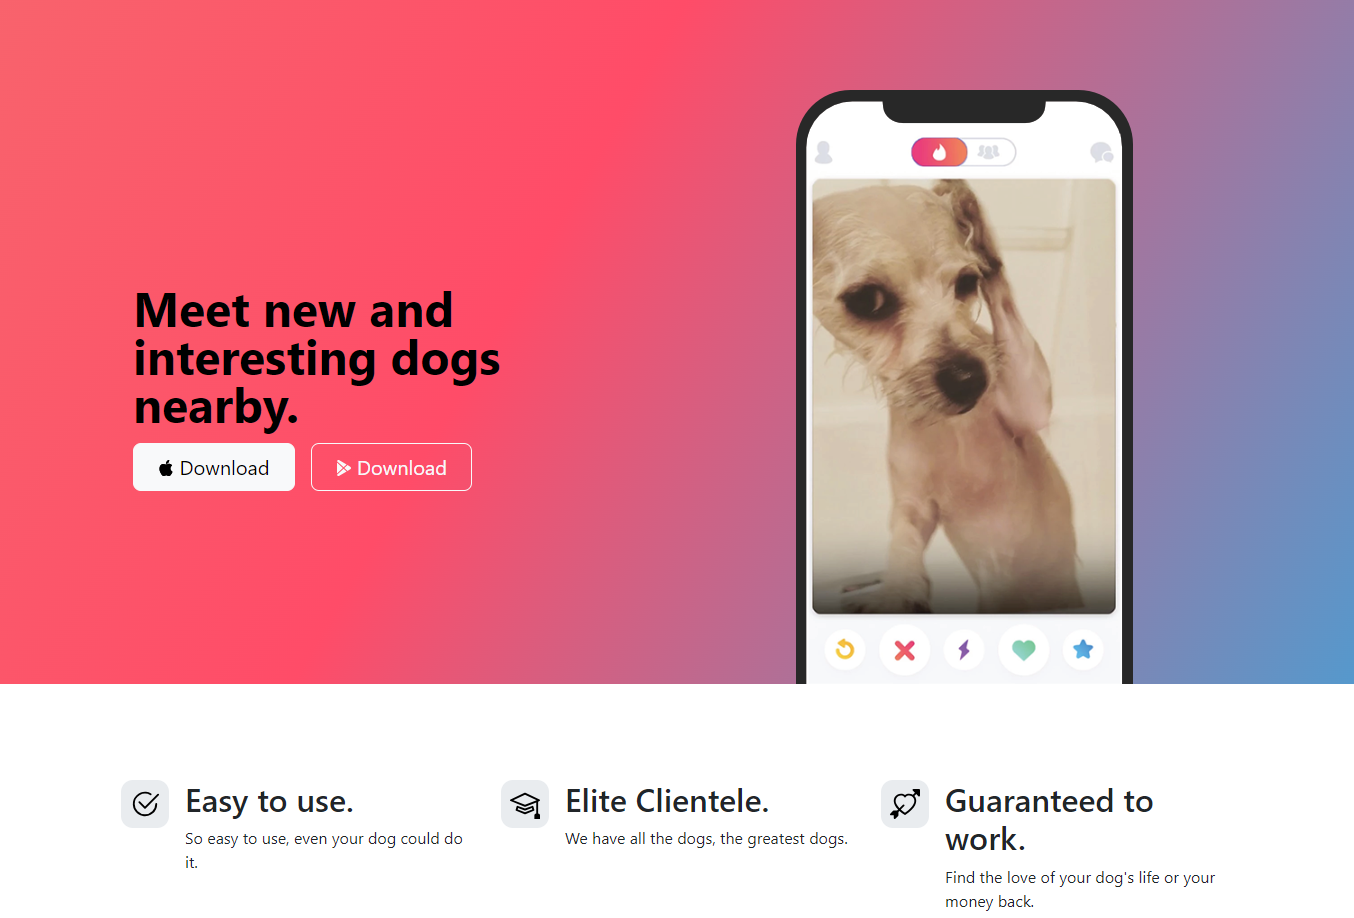 Meet new and
interesting dogs
nearby.
Download
Download
Easy to use.
So easy to use, even your dog could do
it.
Elite Clientele.
We have all the dogs, the greatest dogs.
Guaranteed to
work.
Find the love of your dog's life or your
money back.